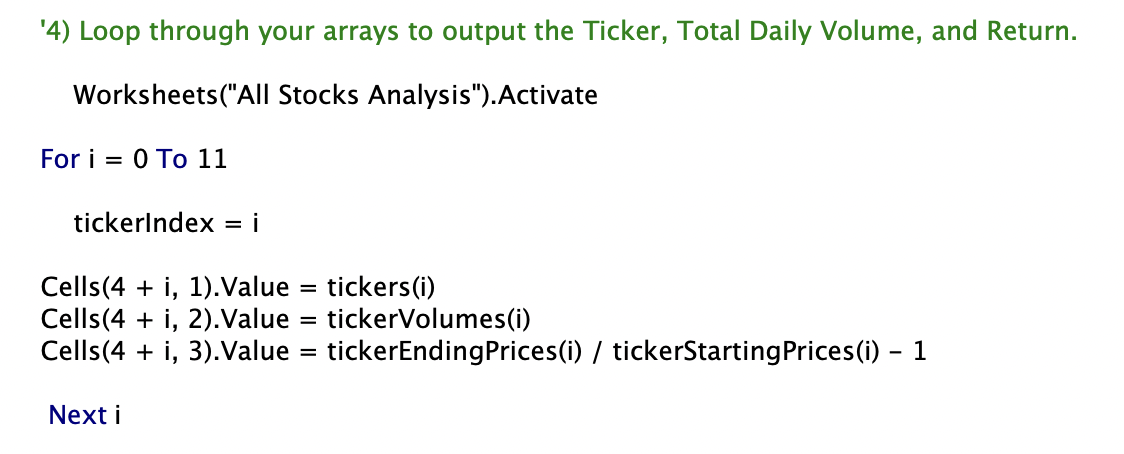 '4) Loop through your arrays to output the Ticker, Total Daily Volume, and Return.
Worksheets("All Stocks Analysis").Activate
For i = 0 To 11
tickerIndex = i
Cells(4 + i, 1).Value = tickers(i)
Cells(4 + i, 2).Value = tickerVolumes(i)
Cells(4 + i, 3).Value = tickerEndingPrices(i) / tickerStartingPrices(i) - 1
Next i